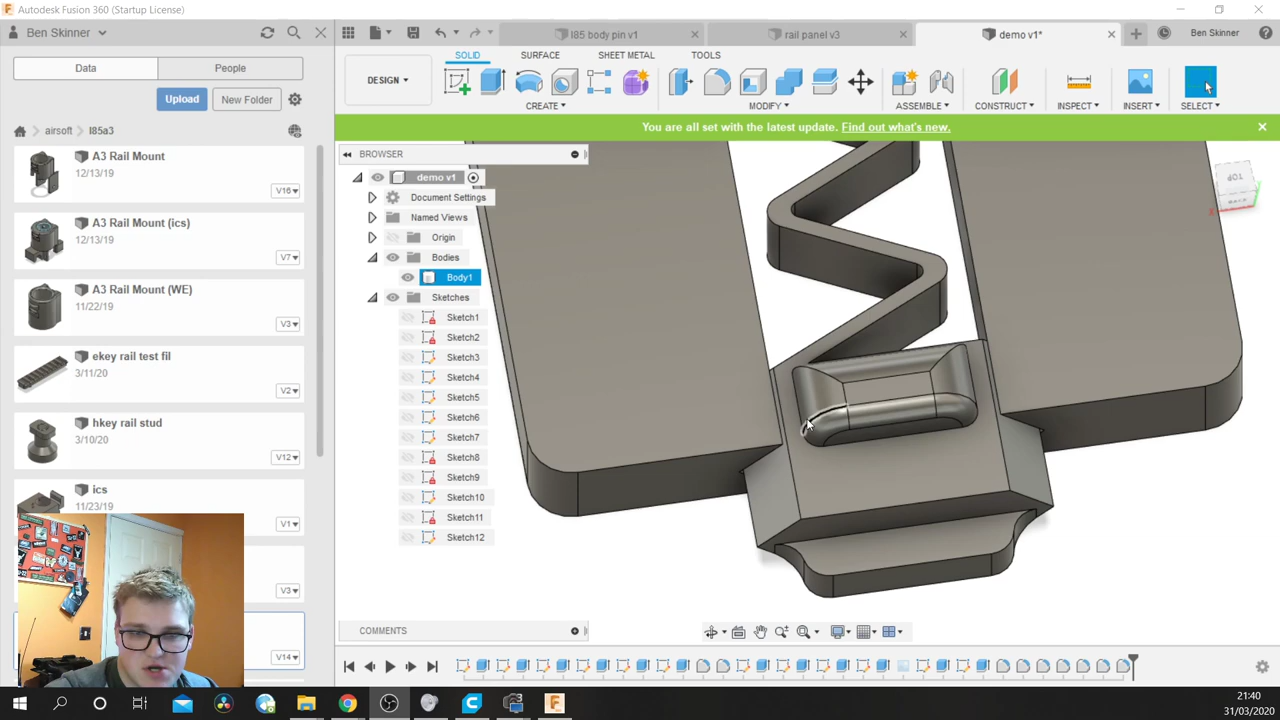 Autodesk Fusion 360 (Startup License)
Ben Skinner
l85 body pin v1
rail panel v3
demo v1*
Ben Skinner
Data
People
SOLID
SURFACE
SHEET METAL
TOOLS
DESIGN
Upload
New Folder
CREATE
MODIFY
ASSEMBLE
CONSTRUCT
INSPECT
INSERT
SELECT
airsoft
l85a3
You are all set with the latest update. Find out what's new.
BROWSER
A3 Rail Mount
12/13/19
V16
demo v1
Document Settings
Named Views
A3 Rail Mount (ics)
12/13/19
V7
Origin
Bodies
Body1
A3 Rail Mount (WE)
11/22/19
V3
Sketches
Sketch1
Sketch2
ekey rail test fil
3/11/20
V2
Sketch3
Sketch4
Sketch5
hkey rail stud
3/10/20
V12
Sketch6
Sketch7
Sketch8
Sketch9
ics
11/23/19
V1
Sketch10
Sketch11
Sketch12
V3
V14
COMMENTS
TOP
21:40
31/03/2020